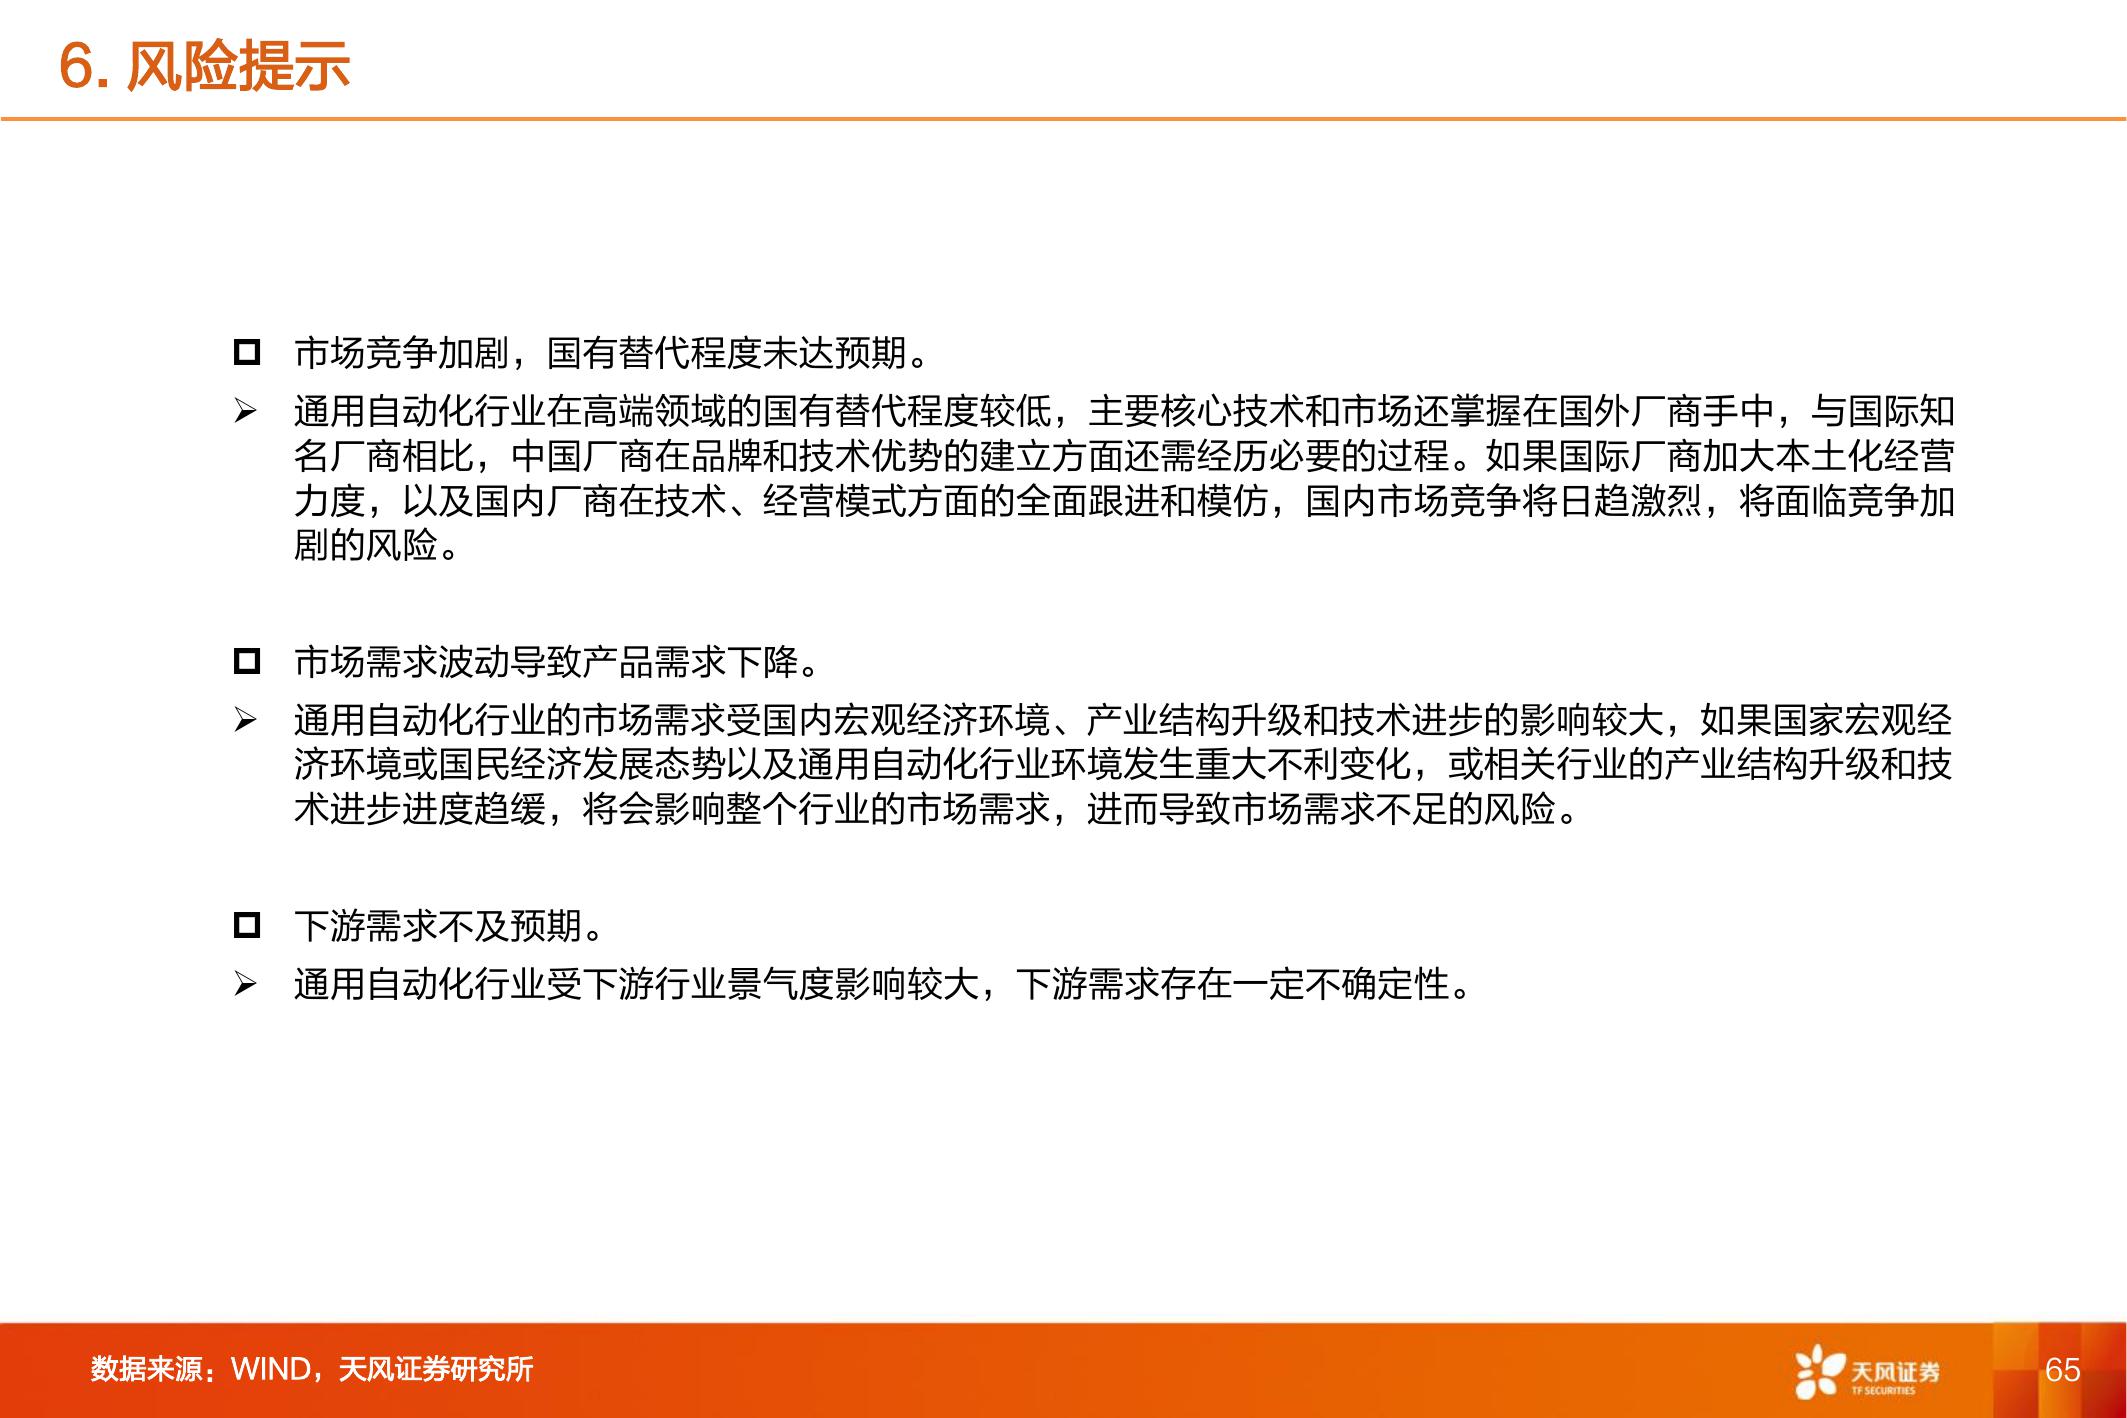 6. 风险提示
市场竞争加剧，国有替代程度未达预期。
通用自动化行业在高端领域的国有替代程度较低，主要核心技术和市场还掌握在国外厂商手中，与国际知
名厂商相比，中国厂商在品牌和技术优势的建立方面还需经历必要的过程。如果国际厂商加大本土化经营
力度，以及国内厂商在技术、经营模式方面的全面跟进和模仿，国内市场竞争将日趋激烈，将面临竞争加
剧的风险。
市场需求波动导致产品需求下降。
通用自动化行业的市场需求受国内宏观经济环境、产业结构升级和技术进步的影响较大，如果国家宏观经
济环境或国民经济发展态势以及通用自动化行业环境发生重大不利变化，或相关行业的产业结构升级和技
术进步进度趋缓，将会影响整个行业的市场需求，进而导致市场需求不足的风险。
下游需求不及预期。
通用自动化行业受下游行业景气度影响较大，下游需求存在一定不确定性。
数据来源：WIND，天风证券研究所
天风证券
TF SECURITIES
65